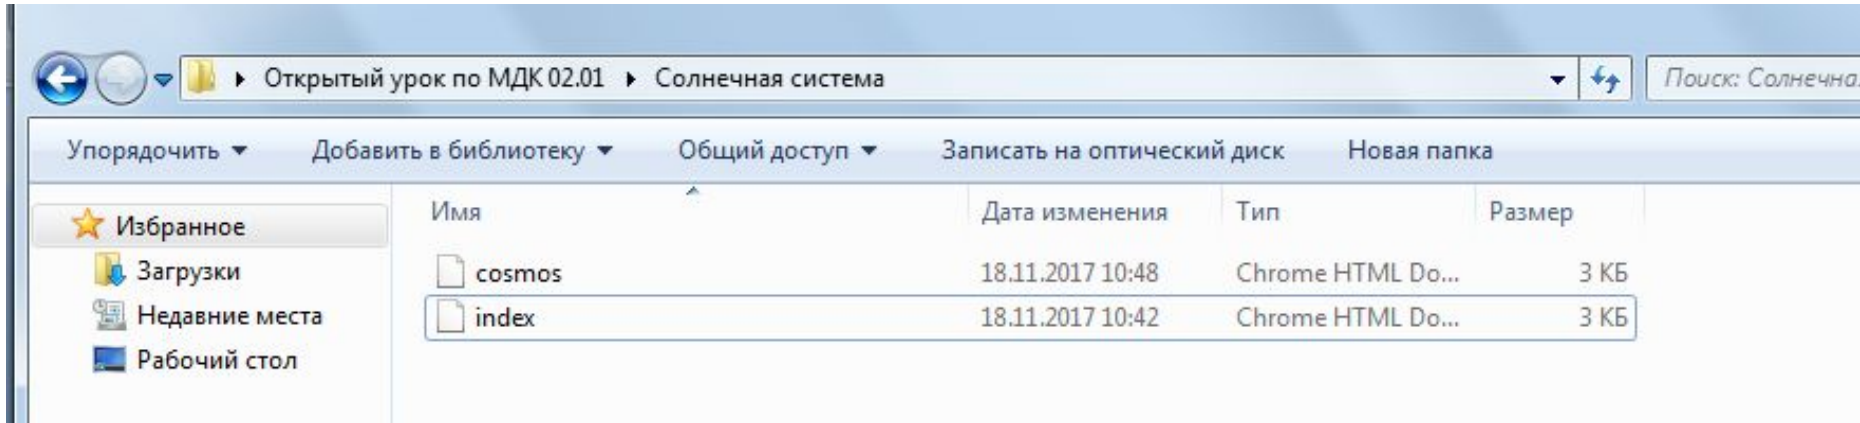 Открытый урок по МДК 02.01 Солнечная система Поиск: Солнечна
Упорядочить Добавить в библиотеку Общий доступ Записать на оптический диск Новая папка
Избранное
Загрузки
Недавние места
Рабочий стол
Имя Дата изменения Тип Размер
cosmos 18.11.2017 10:48 Chrome HTML Do... 3 КБ
index 18.11.2017 10:42 Chrome HTML Do... 3 КБ